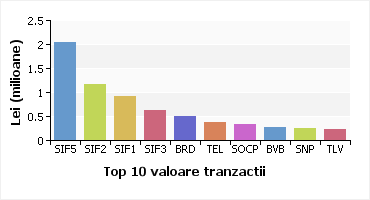 Lei (milioane)
2.5
2
1.5
1
0.5
0
SIF5 SIF2 SIF1 SIF3 BRD TEL SOCP BVB SNP TLV
Top 10 valoare tranzactii